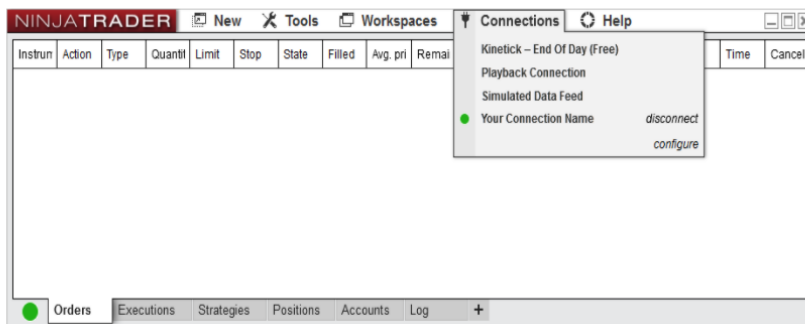 NINJATRADER New Tools Workspaces Connections Help
Instrun Action Type Quantif Limit Stop State Filled Avg. pri Remai Time Cancel
Kinetick – End Of Day (Free)
Playback Connection
Simulated Data Feed
Your Connection Name disconnect
configure
Orders Executions Strategies Positions Accounts Log +